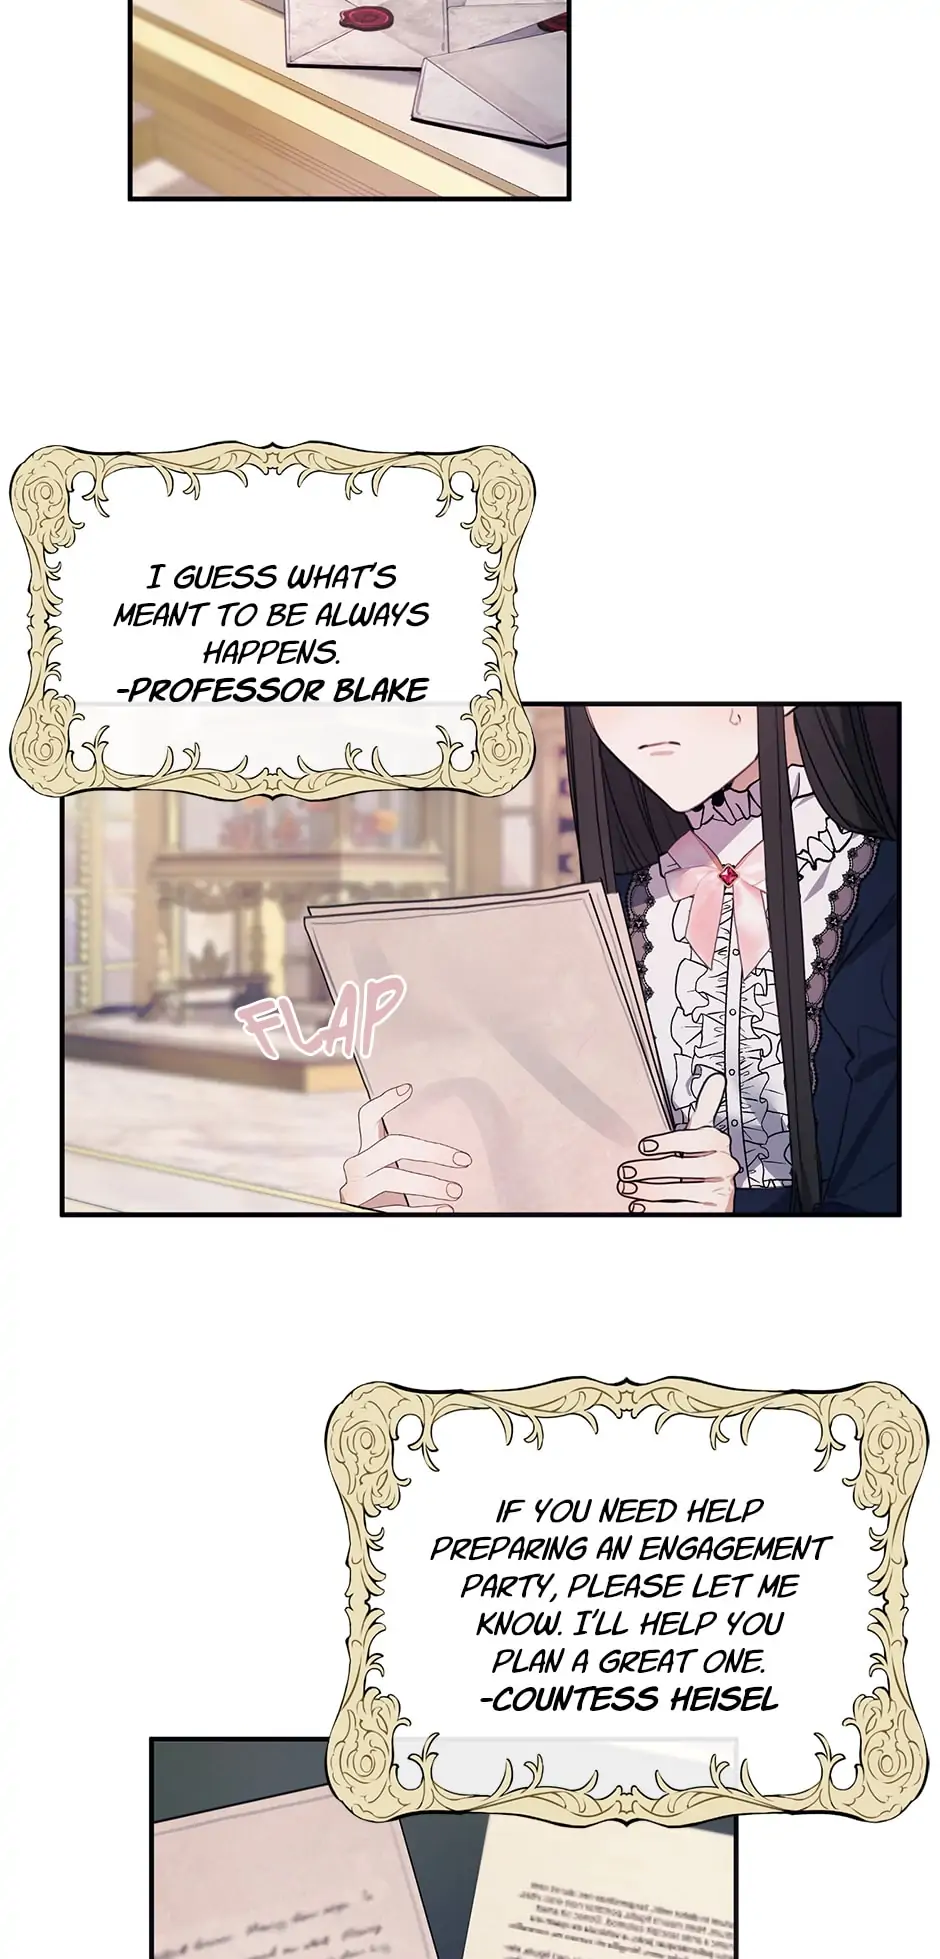 I GUESS WHAT'S
MEANT TO BE ALWAYS
HAPPENS.
-PROFESSOR BLAKE
FLAP
IF YOU NEED HELP
PREPARING AN ENGAGEMENT
PARTY, PLEASE LET ME
KNOW. I'LL HELP YOU
PLAN A GREAT ONE.
-COUNTESS HEISEL